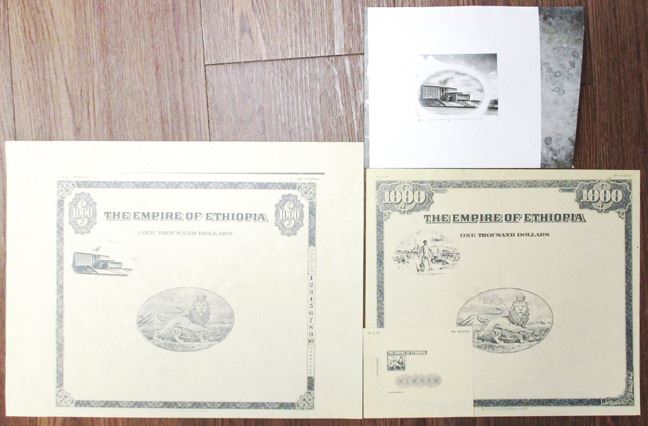 $1000
$1000
THE EMPIRE OF ETHIOPIA
ONE THOUSAND DOLLARS
1
2
3
4
5
6
7
8
9
10
1000
1000
THE EMPIRE OF ETHIOPIA
ONE THOUSAND DOLLARS
THE EMPIRE OF ETHIOPIA